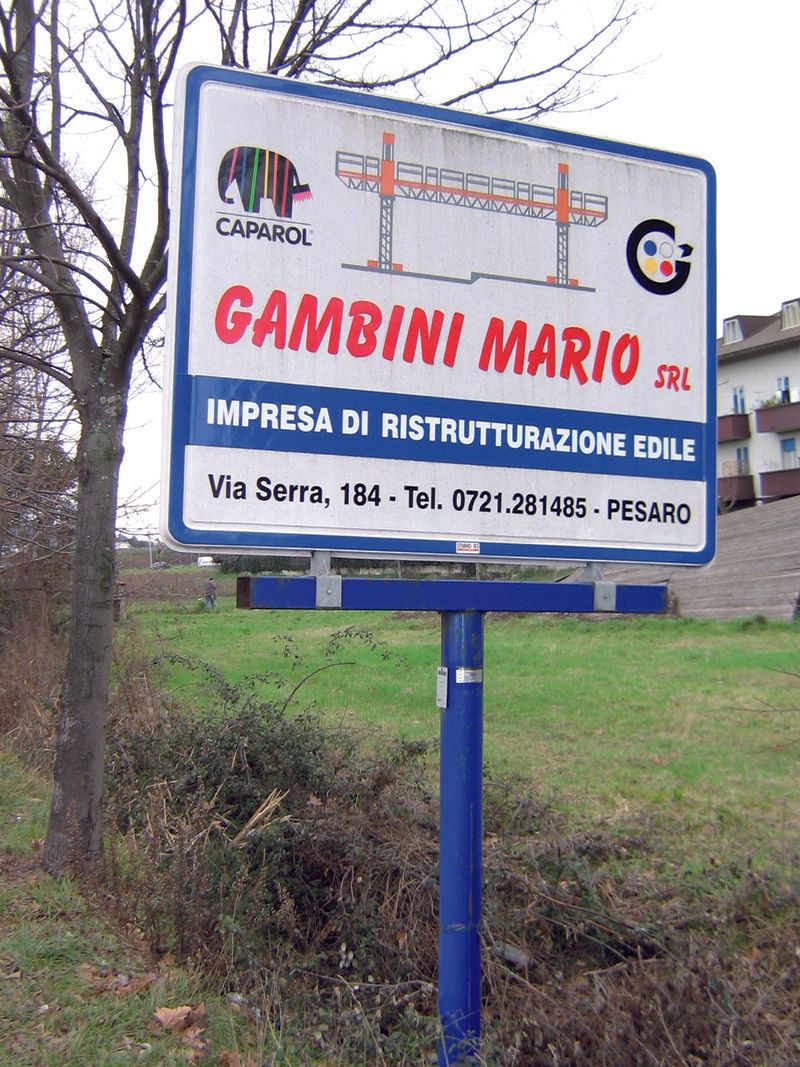 CAPAROL
GAMBINI MARIO SRL
IMPRESA DI RISTRUTTURAZIONE EDILE
Via Serra, 184 - Tel. 0721.281485 - PESARO